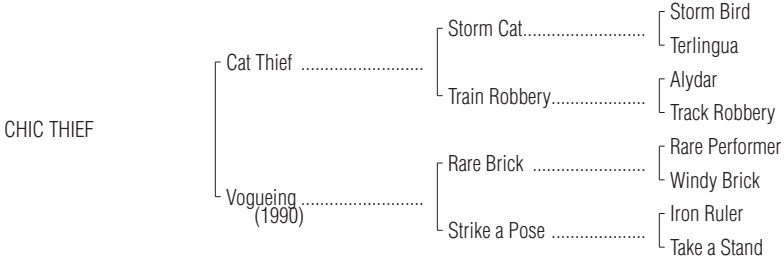 Storm Bird
Storm Cat..........................
Terlingua
Cat Thief ..........................
Alydar
Train Robbery....................
Track Robbery
CHIC THIEF
Rare Performer
Rare Brick ........................
Windy Brick
Vogueing ..........................
(1990)
Iron Ruler
Strike a Pose ....................
Take a Stand